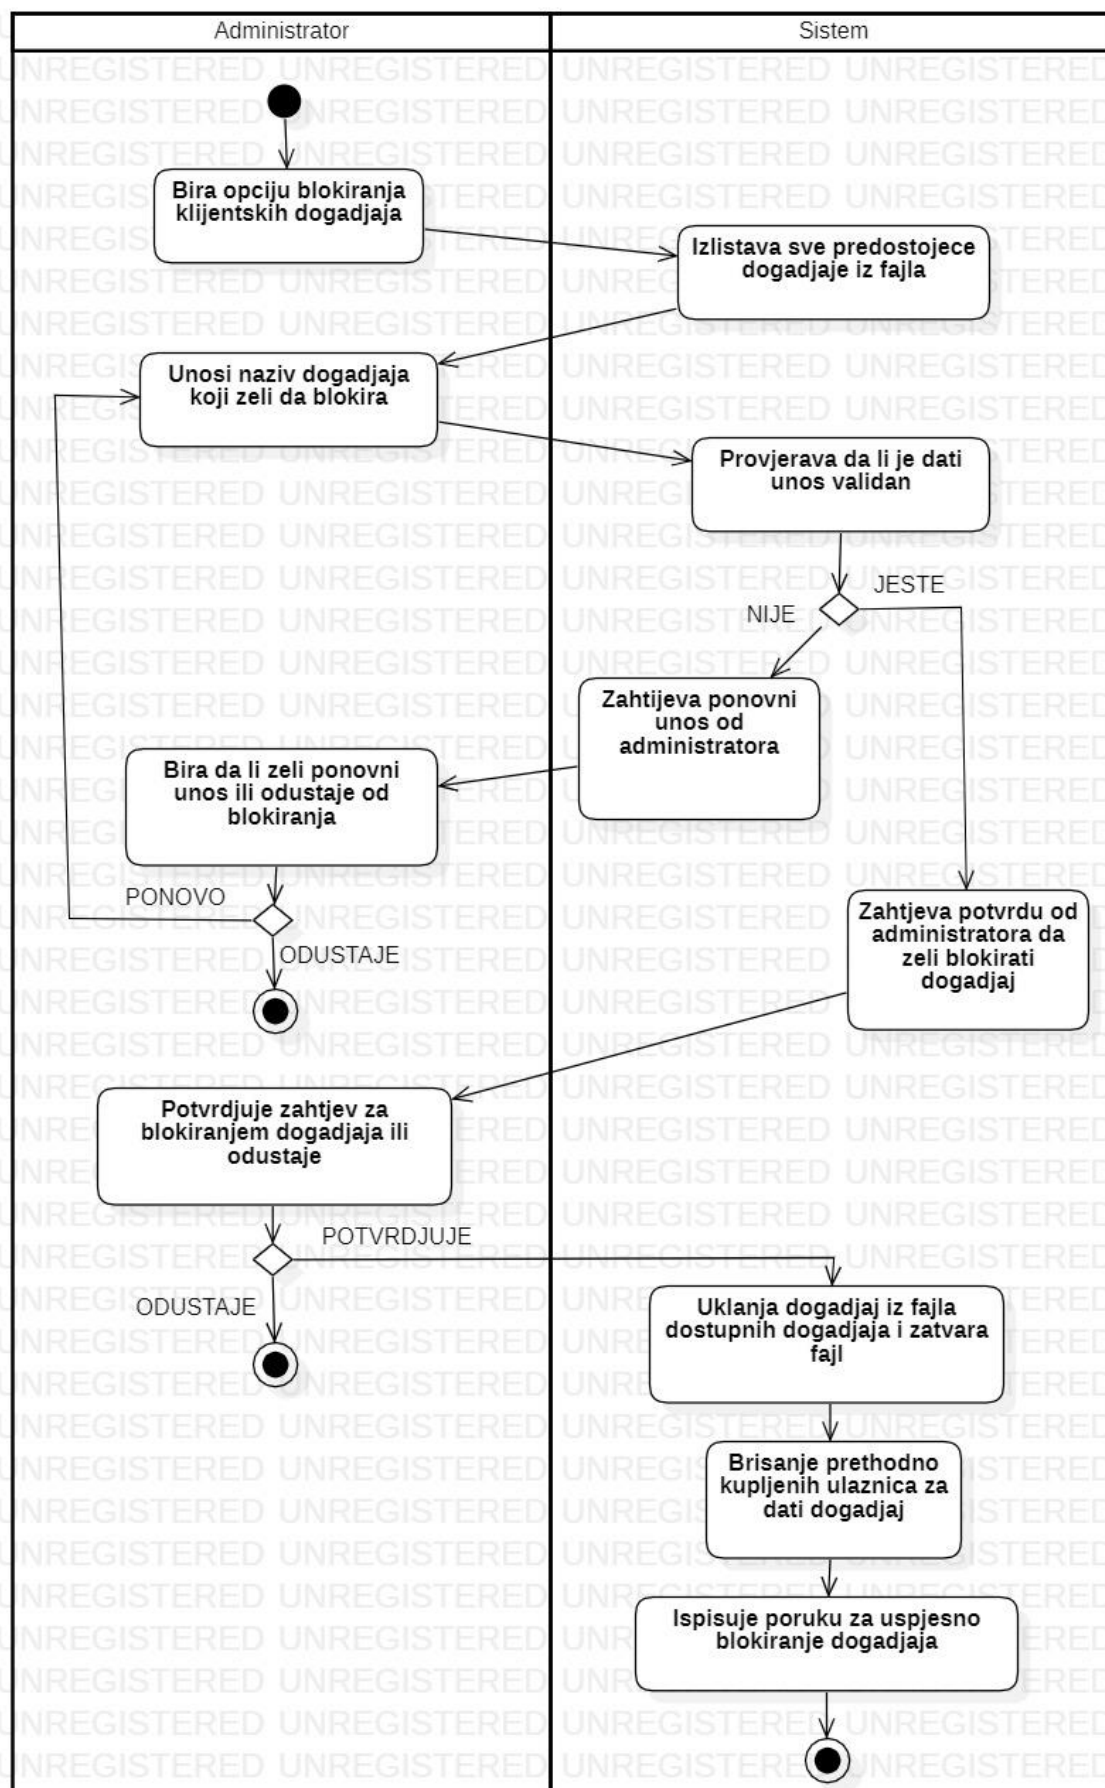 Administrator
Sistem
Bira opciju blokiranja
klijentskih dogadjaja
Izlistava sve predostojece
dogadjaje iz fajla
Unosi naziv dogadjaja
koji zeli da blokira
Provjerava da li je dati
unos validan
JESTE
NIJE
Zahtijeva ponovni
unos od
administratora
Bira da li zeli ponovni
unos ili odustaje od
blokiranja
PONOVO
ODUSTAJE
Zahtjeva potvrdu od
administratora da
zeli blokirati
dogadjaj
Potvrdjuje zahtjev za
blokiranjem dogadjaja ili
odustaje
POTVRDJUJE
ODUSTAJE
Uklanja dogadjaj iz fajla
dostupnih dogadjaja i zatvara
fajl
Brisanje prethodno
kupljenih ulaznica za
dati dogadjaj
Ispisuje poruku za uspjesno
blokiranje dogadjaja